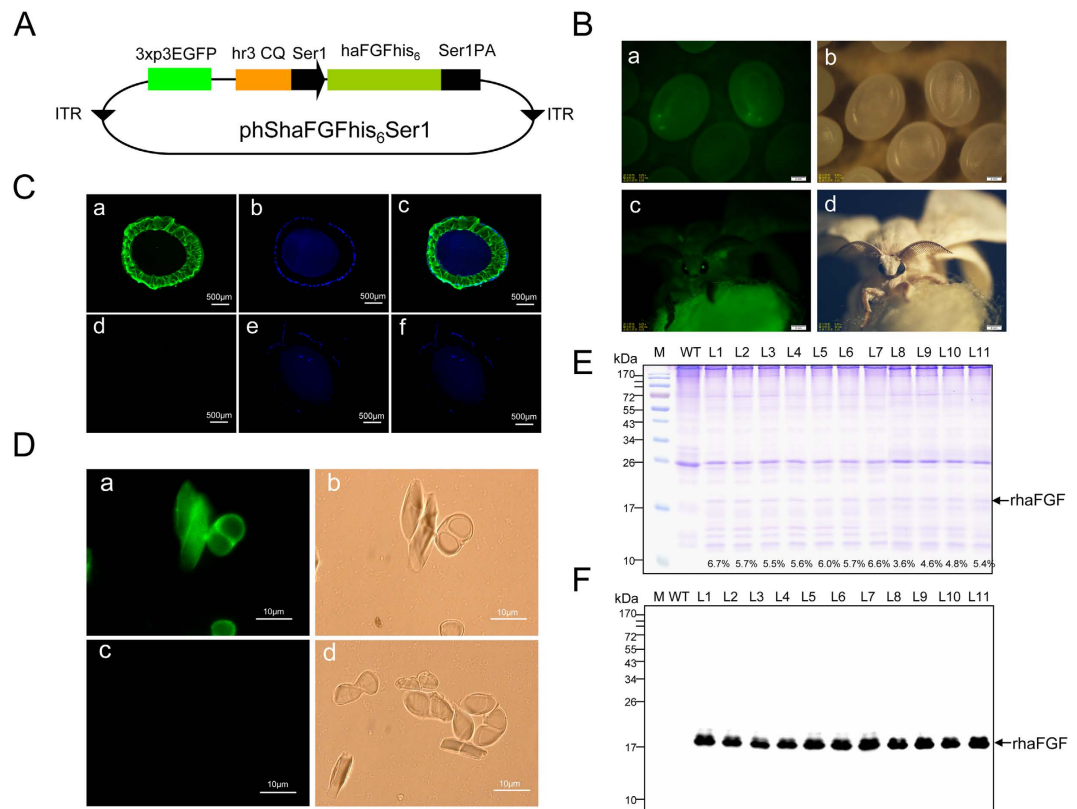 A
3xp3EGFP hr3 CQ Ser1 haFGFhis6 Ser1PA
ITR ITR
phShaFGFhis6Ser1
B
a b
c d
C
a b c
500μm 500μm 500μm
d e f
500μm 500μm 500μm
D
a b
10μm 10μm
c d
10μm 10μm
E
kDa M WT L1 L2 L3 L4 L5 L6 L7 L8 L9 L10 L11
170
72
55
43
34
26
17
10
rhaFGF
6.7% 5.7% 5.5% 5.6% 6.0% 5.7% 6.6% 3.6% 4.6% 4.8% 5.4%
F
kDa M WT L1 L2 L3 L4 L5 L6 L7 L8 L9 L10 L11
170
72
55
43
34
26
17
10
rhaFGF